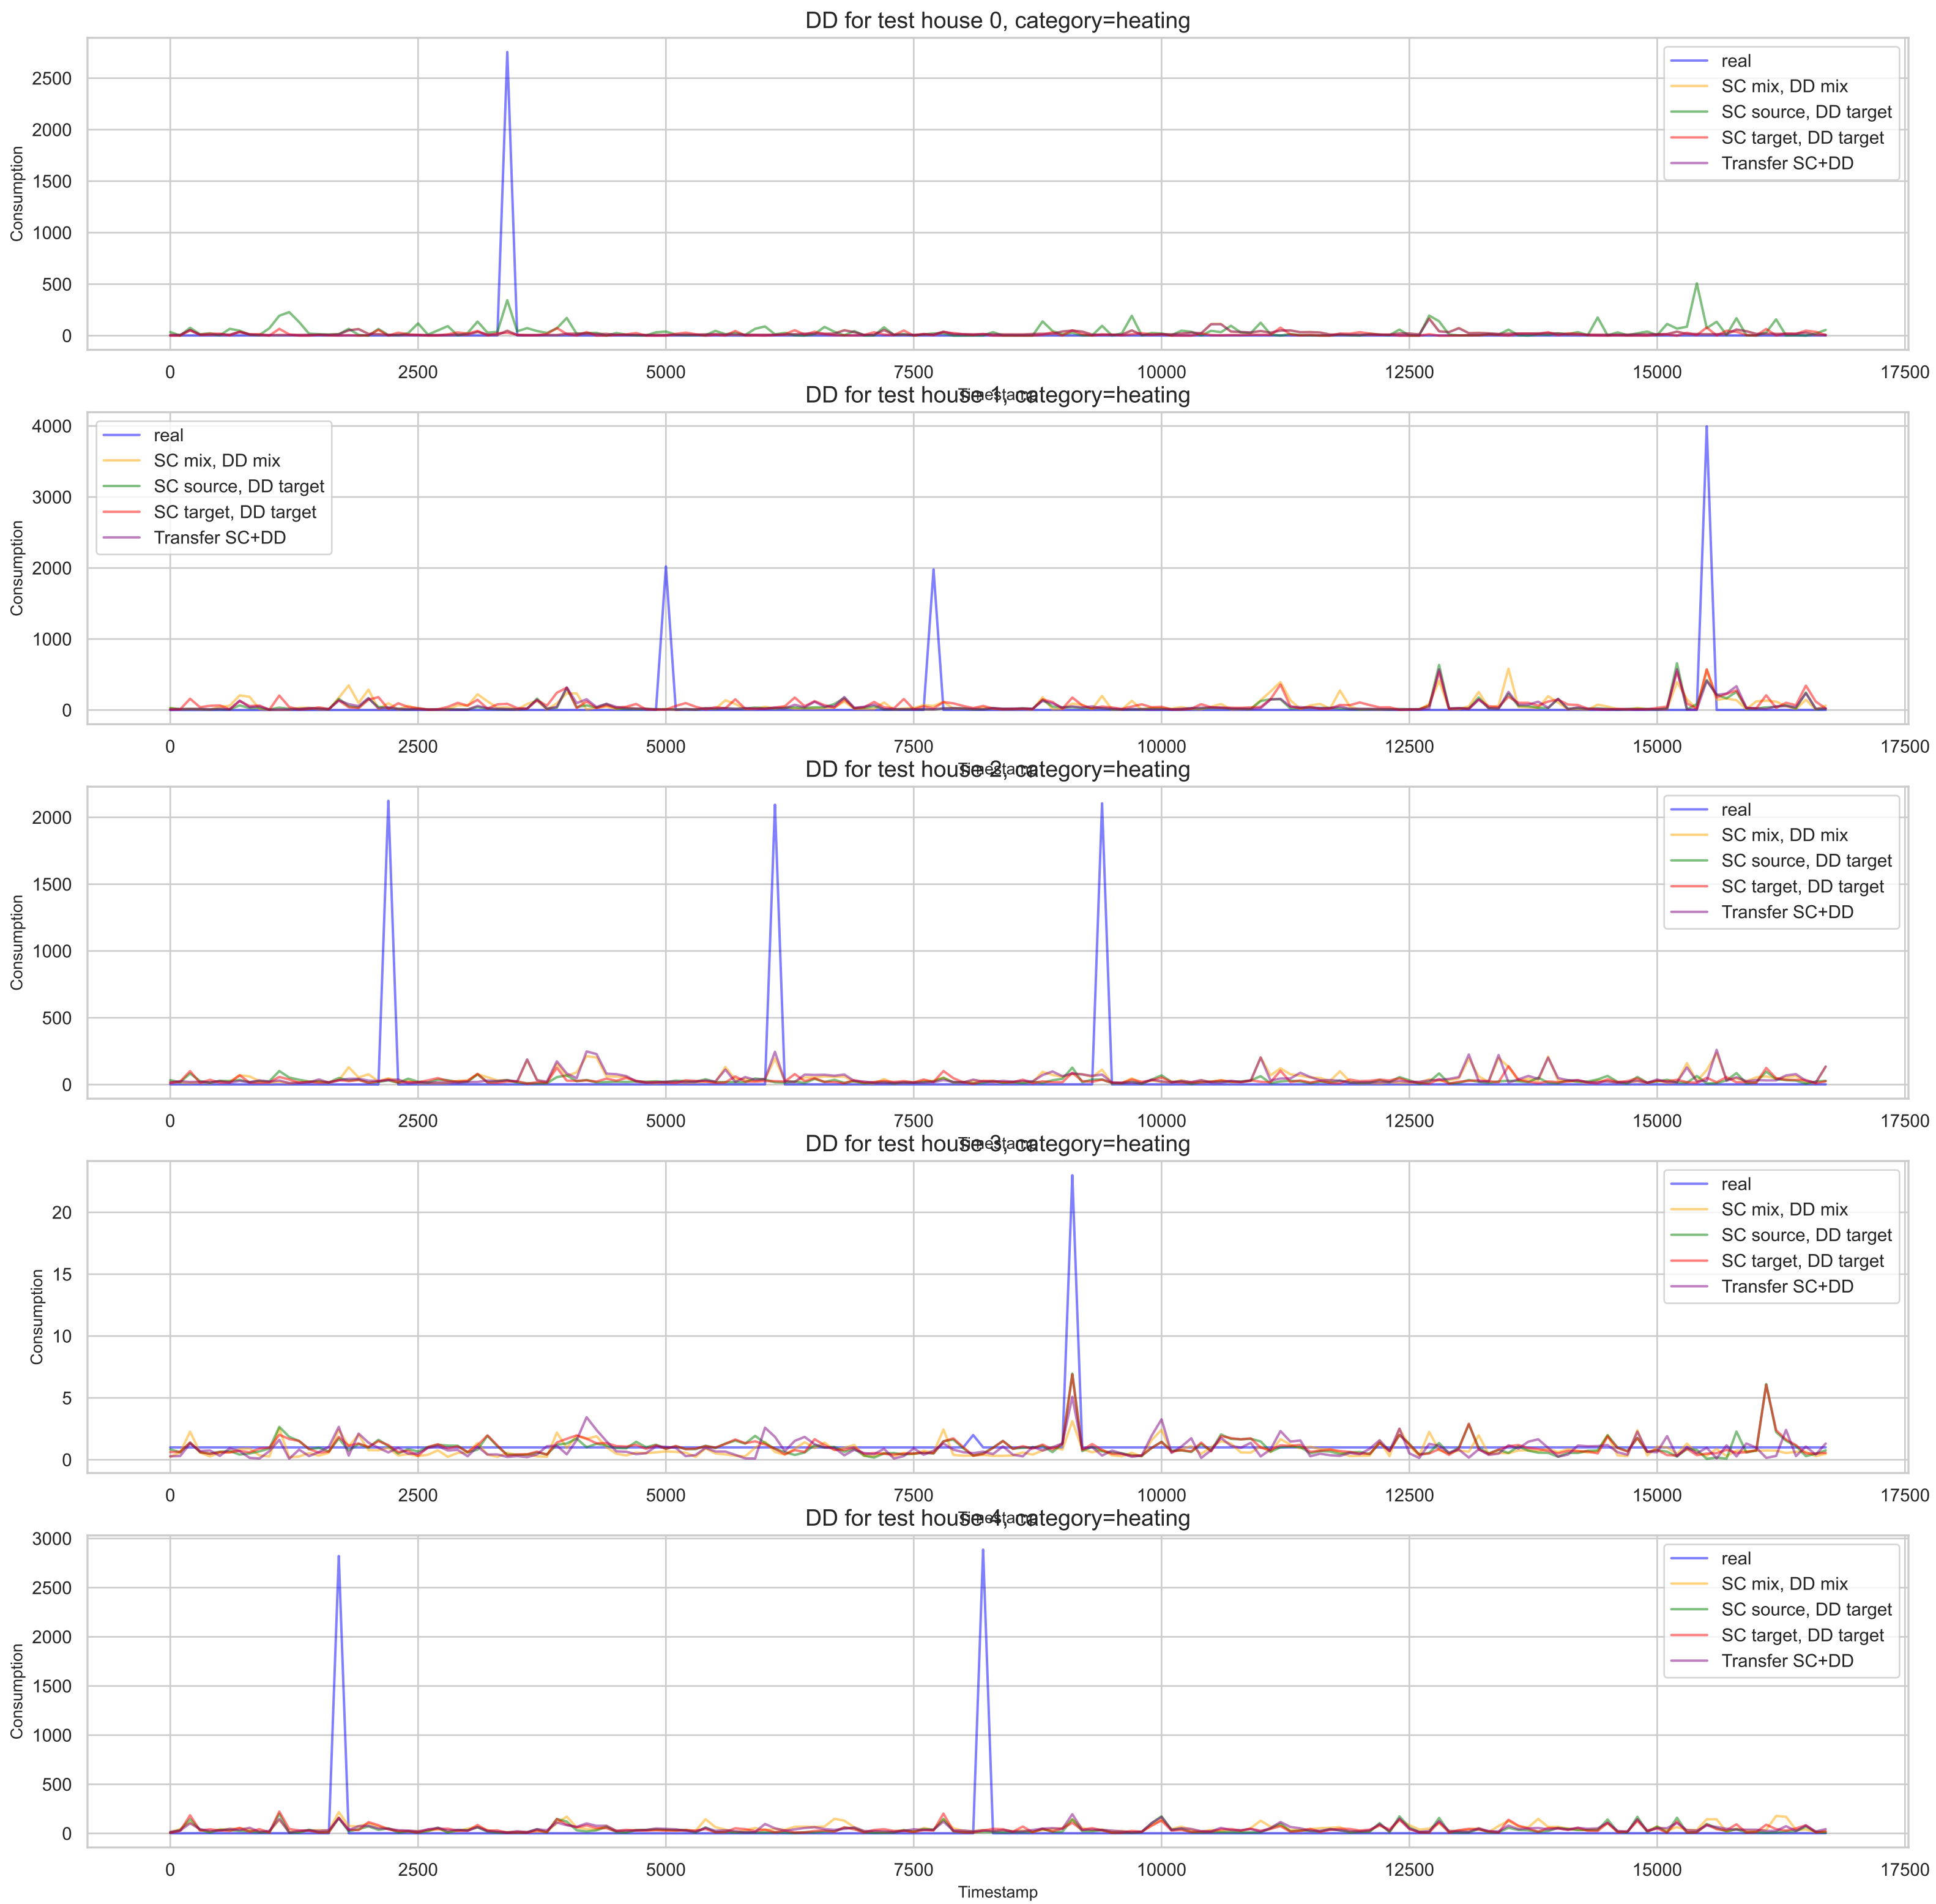 DD for test house 0, category=heating
Consumption
2500
2000
1500
1000
500
0
real
SC mix, DD mix
SC source, DD target
SC target, DD target
Transfer SC+DD
0 2500 5000 7500 10000 12500 15000 17500
Timestamp
DD for test house 1, category=heating
Consumption
4000
3000
2000
1000
0
real
SC mix, DD mix
SC source, DD target
SC target, DD target
Transfer SC+DD
0 2500 5000 7500 10000 12500 15000 17500
Timestamp
DD for test house 2, category=heating
Consumption
2000
1500
1000
500
0
real
SC mix, DD mix
SC source, DD target
SC target, DD target
Transfer SC+DD
0 2500 5000 7500 10000 12500 15000 17500
Timestamp
DD for test house 3, category=heating
Consumption
20
15
10
5
0
real
SC mix, DD mix
SC source, DD target
SC target, DD target
Transfer SC+DD
0 2500 5000 7500 10000 12500 15000 17500
Timestamp
DD for test house 4, category=heating
Consumption
3000
2500
2000
1500
1000
500
0
real
SC mix, DD mix
SC source, DD target
SC target, DD target
Transfer SC+DD
0 2500 5000 7500 10000 12500 15000 17500
Timestamp